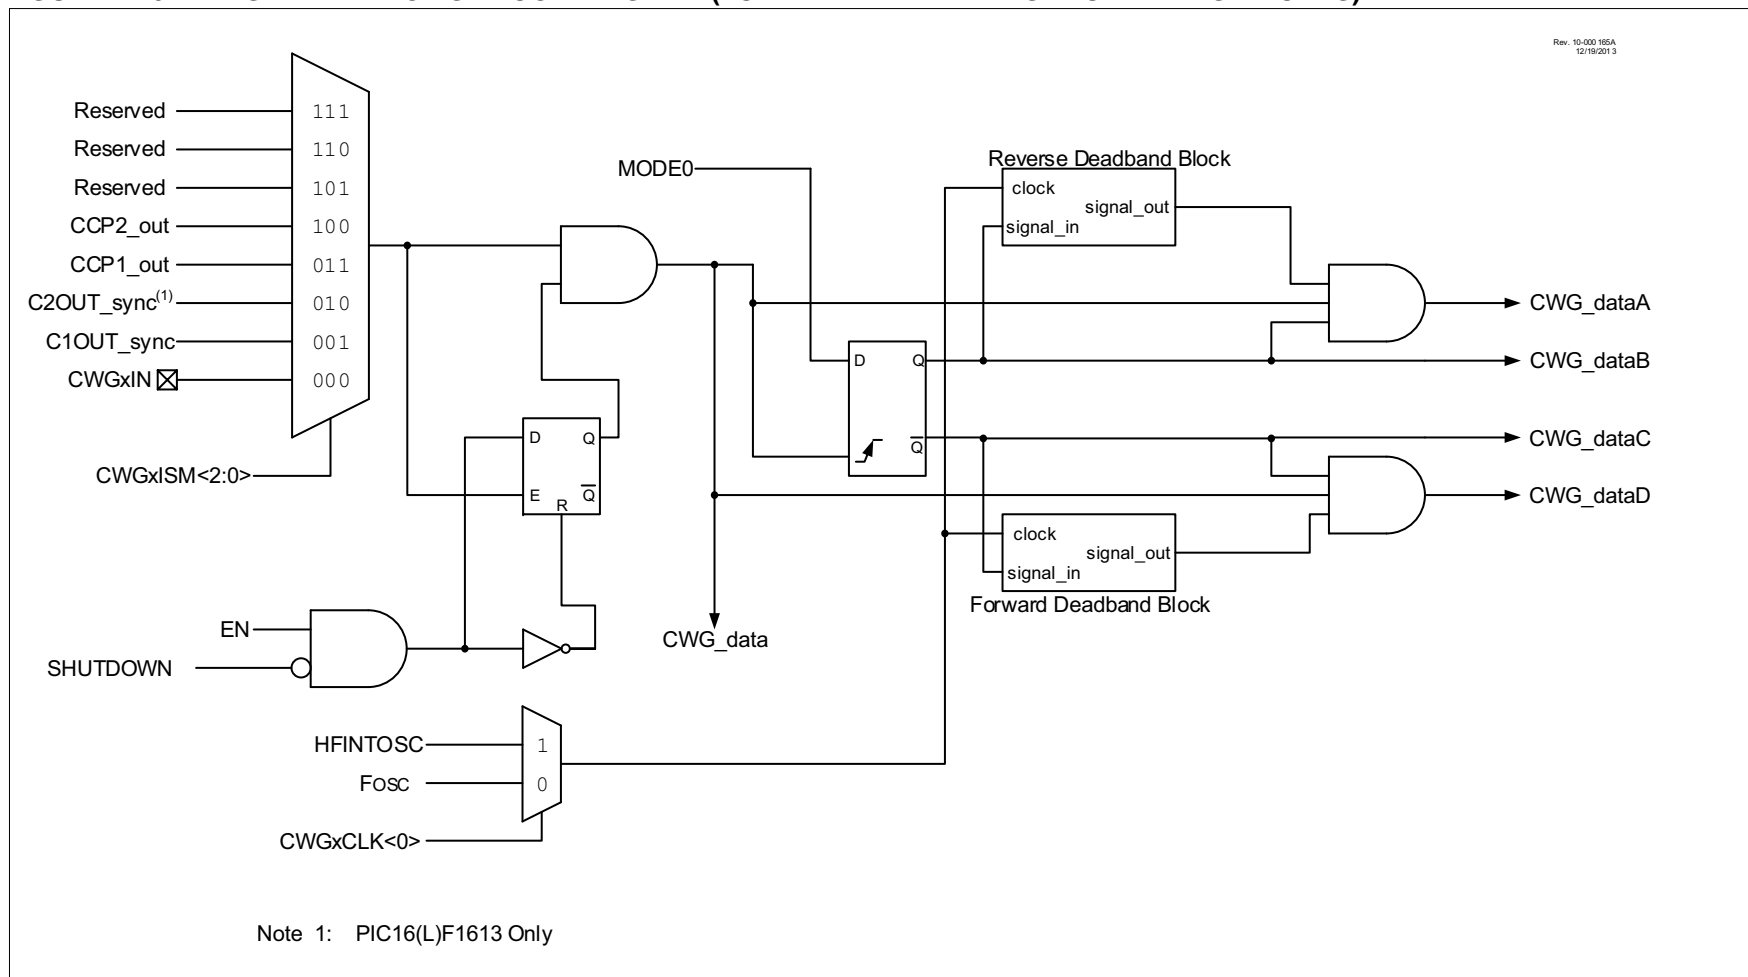 Rev. 10-000 165A
12/19/201 3
Reserved
111
Reserved
110
Reserved
101
CCP2_out
100
CCP1_out
011
C2OUT_sync(1)
010
C1OUT_sync
001
CWGxIN
000
CWGxISM<2:0>
MODE0
D
Q
E
Q
R
D
Q
Q
Reverse Deadband Block
clock
signal_out
signal_in
CWG_dataA
CWG_dataB
CWG_dataC
CWG_dataD
clock
signal_out
signal_in
Forward Deadband Block
CWG_data
EN
SHUTDOWN
HFINTOSC
1
FOSC
0
CWGxCLK<0>
Note 1: PIC16(L)F1613 Only